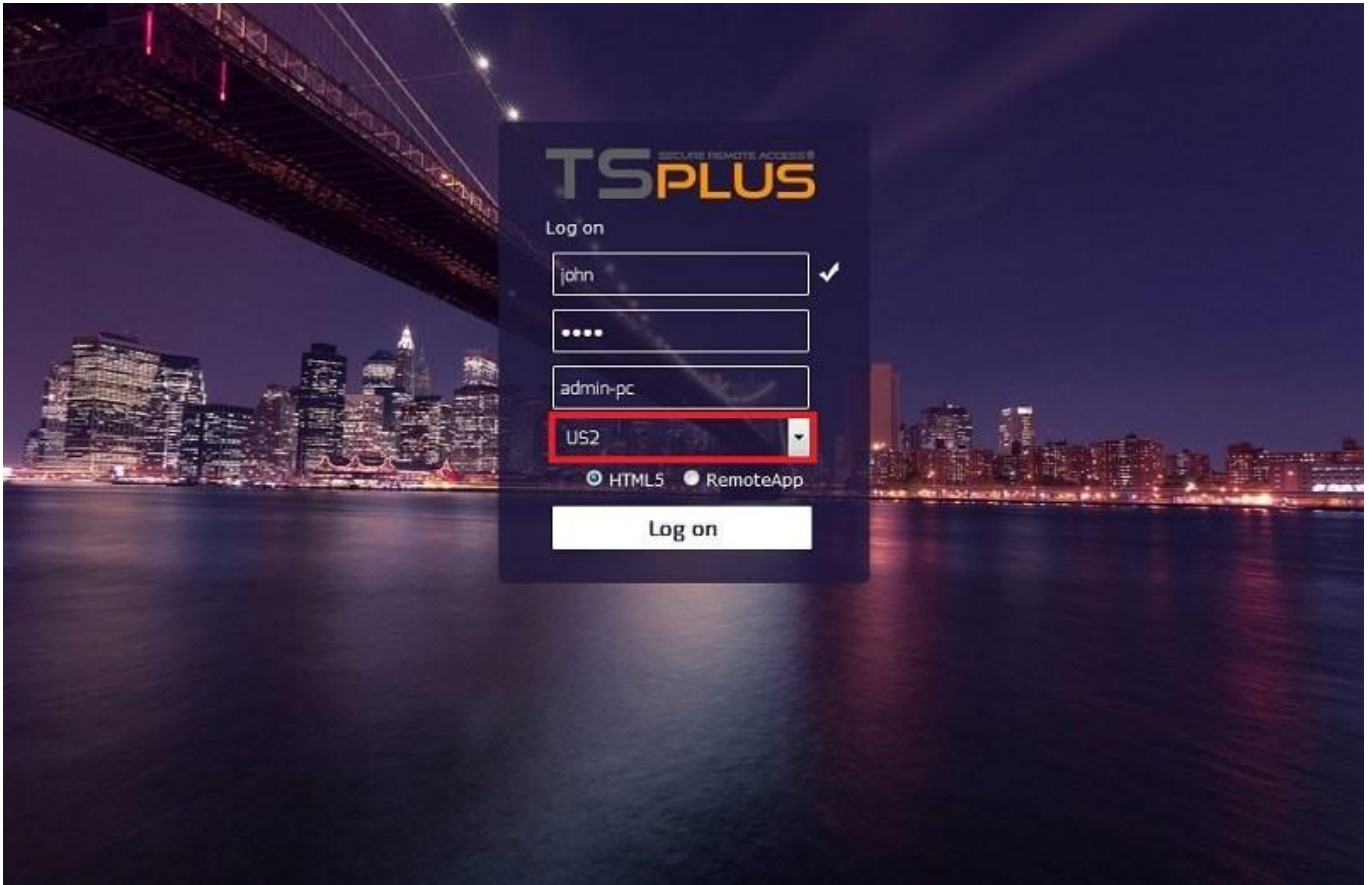 TSPLUS SECURE REMOTE ACCESS®
Log on
john
••••
admin-pc
US2
HTML5 RemoteApp
Log on